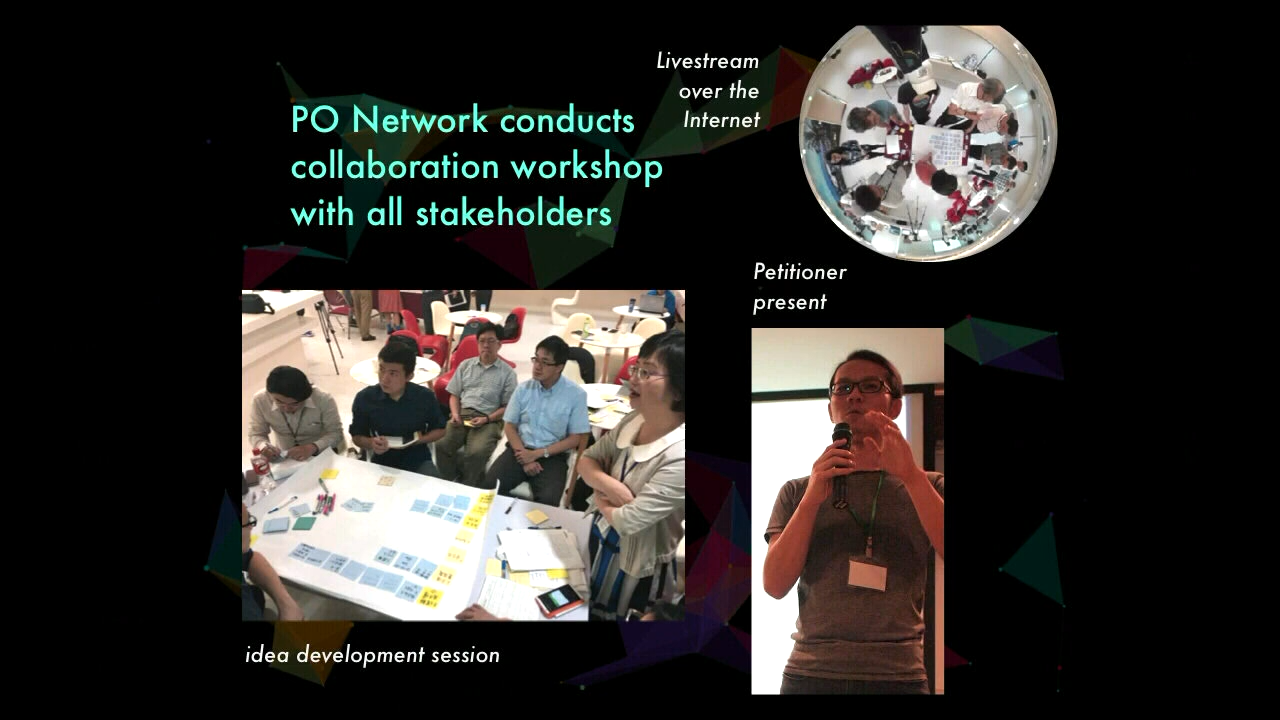 Livestream
over the
Internet
PO Network conducts
collaboration workshop
with all stakeholders
Petitioner
present
idea development session